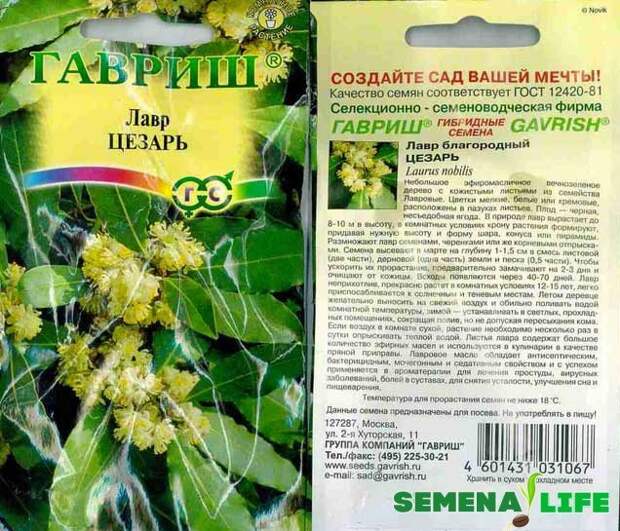 ГАВРИШ®
Лавр
ЦЕЗАРЬ
ГС
© Novik
СОЗДАЙТЕ САД ВАШЕЙ МЕЧТЫ!
Качество семян соответствует ГОСТ 12420-81
Селекционно - семеноводческая фирма
ГАВРИШ® ГИБРИДНЫЕ СЕМЕНА GAVRISH®
Лавр благородный
ЦЕЗАРЬ
Laurus nobilis
Небольшое эфиромасличное вечнозеленое
дерево с кожистыми листьями из семейства
Лавровые. Цветки мелкие, белые или кремовые,
расположены в пазухах листьев. Плод — черная,
несъедобная ягода. В природе лавр вырастает до
8-10 м в высоту, в комнатных условиях крону растения формируют,
придавая нужную высоту и форму шара, конуса или пирамиды.
Размножают лавр семенами, черенками или же корневыми отпрыска-
ми. Семена высевают в марте на глубину 1-1,5 см в смесь листовой
(две части), дерновой (одна часть) земли и песка (0,5 части). Чтобы
ускорить их прорастание, предварительно замачивают на 2-3 дня и
очищают от кожицы. Всходы появляются через 40-70 дней. Лавр
неприхотлив, прекрасно растет в комнатных условиях 12-15 лет, легко
приспосабливается к солнечным и теневым местам. Летом деревце
желательно выносить на свежий воздух и обильно поливать водой
комнатной температуры, зимой — устанавливать в светлых, прохлад-
ных помещениях, сокращая полив, но не допуская пересыхания кома.
Если воздух в комнате сухой, растение необходимо несколько раз в
сутки опрыскивать теплой водой. Листья лавра содержат большое
количество эфирных масел и используются в кулинарии в качестве
пряной приправы. Лавровое масло обладает антисептическим,
бактерицидным, мочегонным и седативным свойством и с успехом
применяется в ароматерапии для лечения простуды, вирусных
заболеваний, болей в суставах, для снятия усталости, улучшения сна и
пищеварения.
Температура для прорастания семян не ниже 18°С.
Данные семена предназначены для посева. Не употреблять в пищу!
127287, Москва,
ул. 2-я Хуторская, 11
ГРУППА КОМПАНИЙ "ГАВРИШ"
Тел./факс: (495) 225-30-21
www.seeds.gavrish.ru
e-mail: sad@gavrish.ru
4 601431 031067
Хранить в сухом прохладном месте
SEMENA LIFE